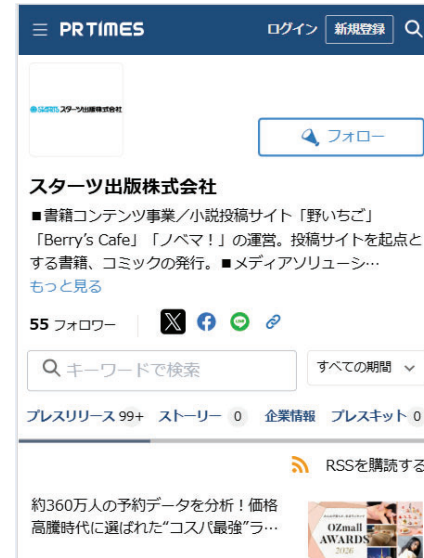 PR TIMES
ログイン 新規登録
スターツ出版株式会社
フォロー
スターツ出版株式会社
■書籍コンテンツ事業／小説投稿サイト「野いちご」
「Berry's Cafe」「ノベマ！」の運営。投稿サイトを起点と
する書籍、コミックの発行。■メディアソリューシ…
もっと見る
55 フォロワー
キーワードで検索
すべての期間
プレスリリース 99+ ストーリー 0 企業情報 プレスキット 0
RSSを購読する
約360万人の予約データを分析！価格
高騰時代に選ばれた“コスパ最強”ラ…
OZmall
AWARDS
2026